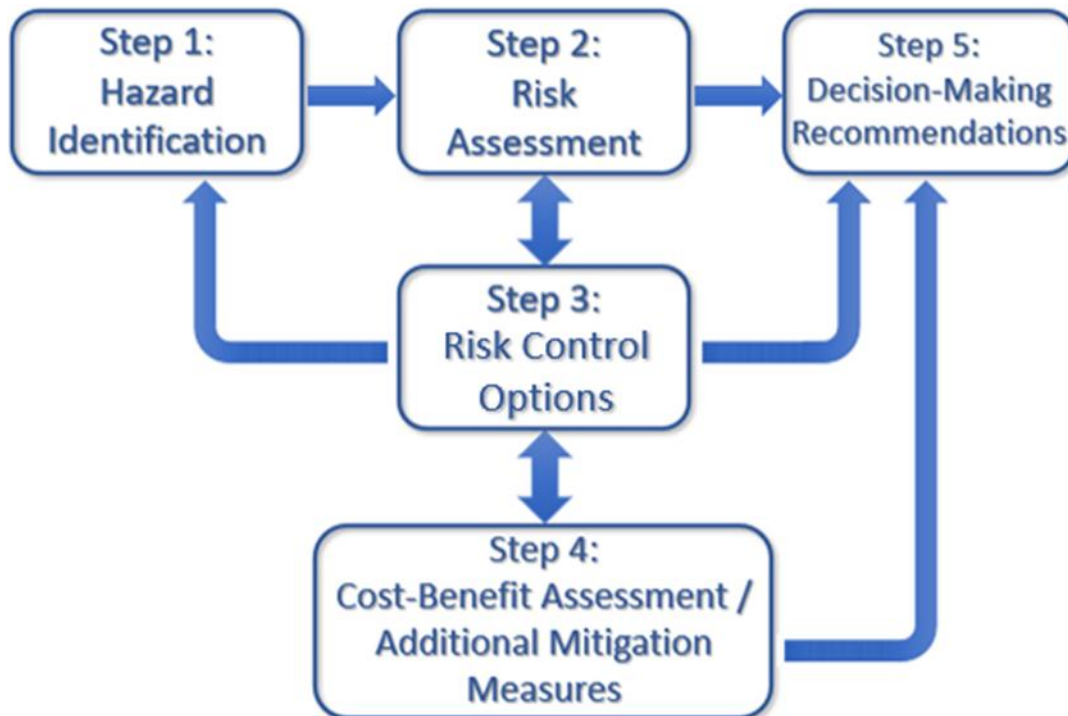 Step 1:
Hazard
Identification
Step 2:
Risk
Assessment
Step 5:
Decision-Making
Recommendations
Step 3:
Risk Control
Options
Step 4:
Cost-Benefit Assessment /
Additional Mitigation
Measures